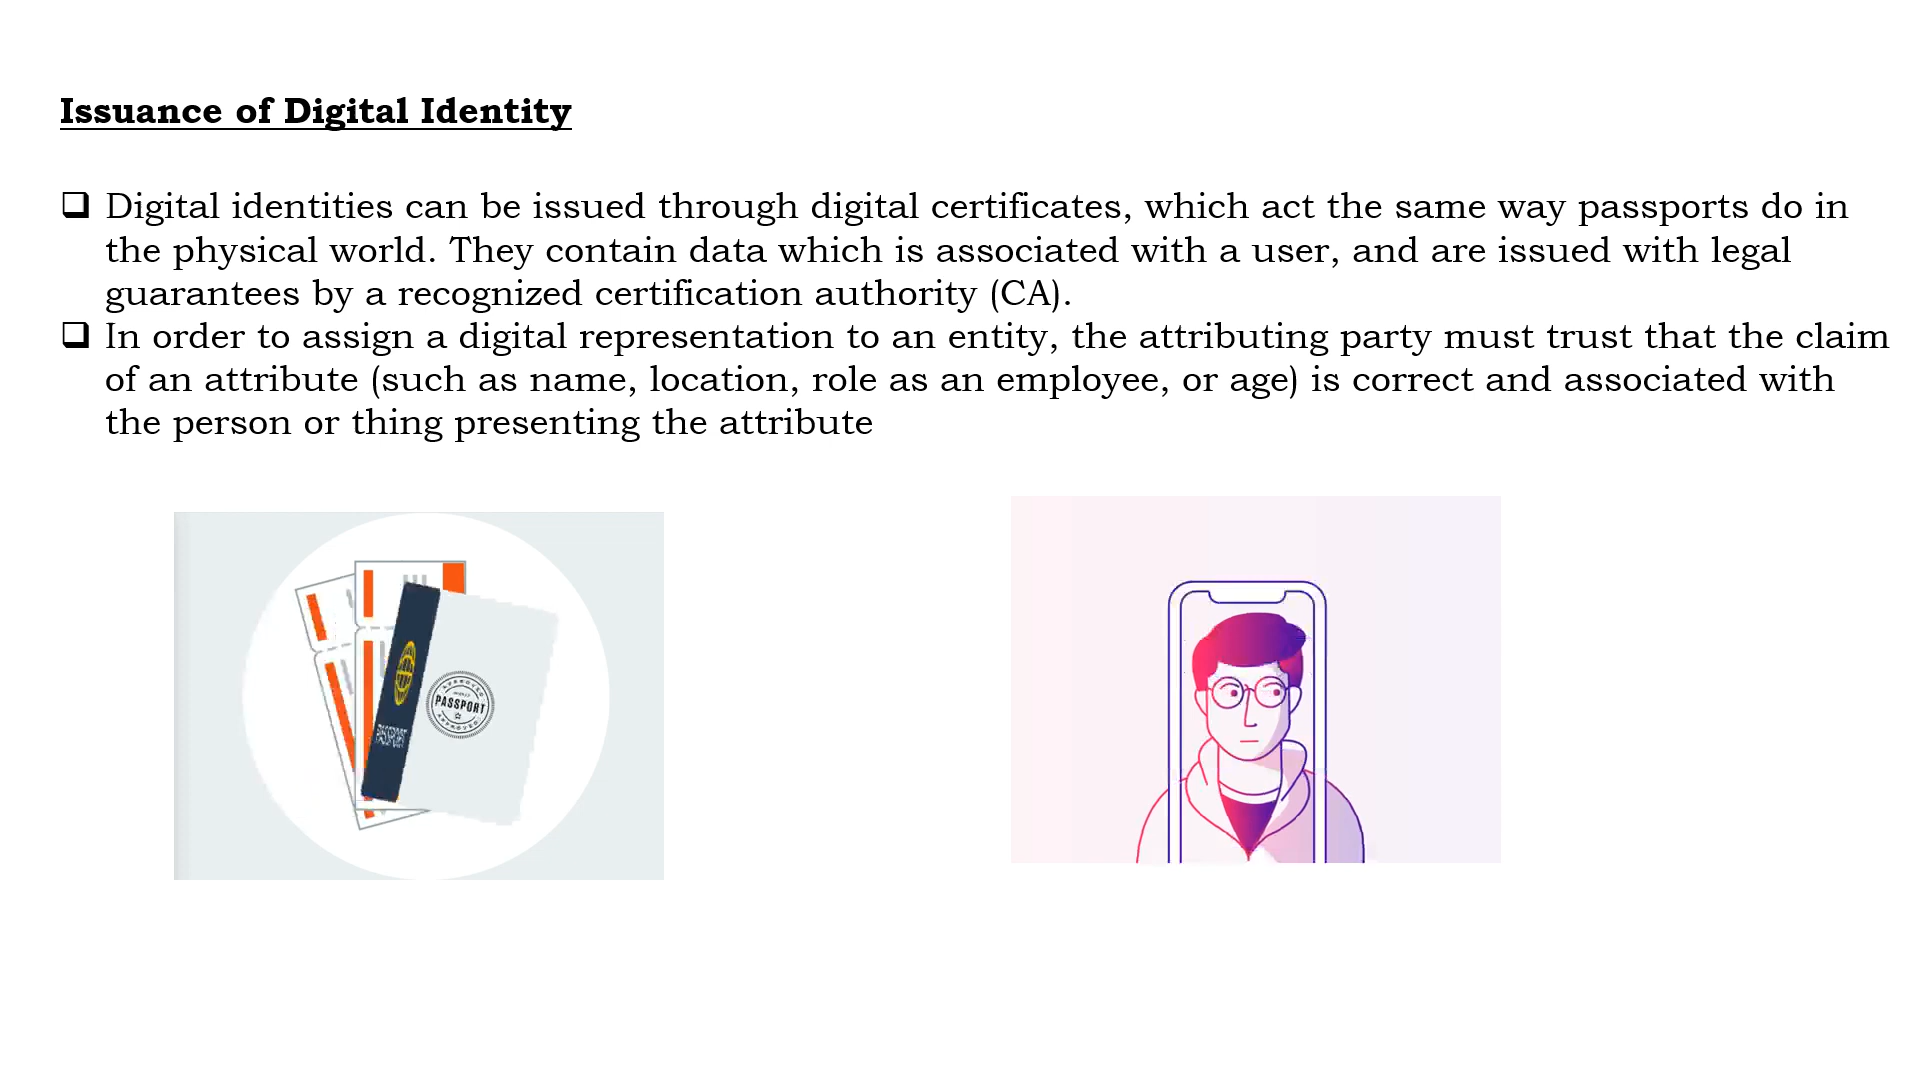 Issuance of Digital Identity
❑ Digital identities can be issued through digital certificates, which act the same way passports do in
the physical world. They contain data which is associated with a user, and are issued with legal
guarantees by a recognized certification authority (CA).
❑ In order to assign a digital representation to an entity, the attributing party must trust that the claim
of an attribute (such as name, location, role as an employee, or age) is correct and associated with
the person or thing presenting the attribute
PASSPORT
APPROVED
PASSPORT
APPROVED